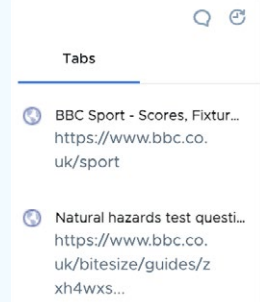 Tabs
BBC Sport - Scores, Fixtur...
https://www.bbc.co.
uk/sport
Natural hazards test questi...
https://www.bbc.co.
uk/bitesize/guides/z
xh4wxs...